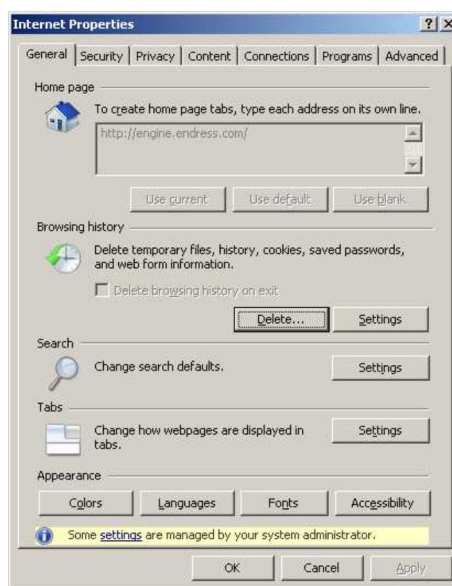 Internet Properties
General Security Privacy Content Connections Programs Advanced
Home page
To create home page tabs, type each address on its own line.
http://engine.endress.com/
Use current Use default Use blank
Browsing history
Delete temporary files, history, cookies, saved passwords,
and web form information.
Delete browsing history on exit
Delete... Settings
Search
Change search defaults. Settings
Tabs
Change how webpages are displayed in
tabs.
Settings
Appearance
Colors Languages Fonts Accessibility
Some settings are managed by your system administrator.
OK Cancel Apply